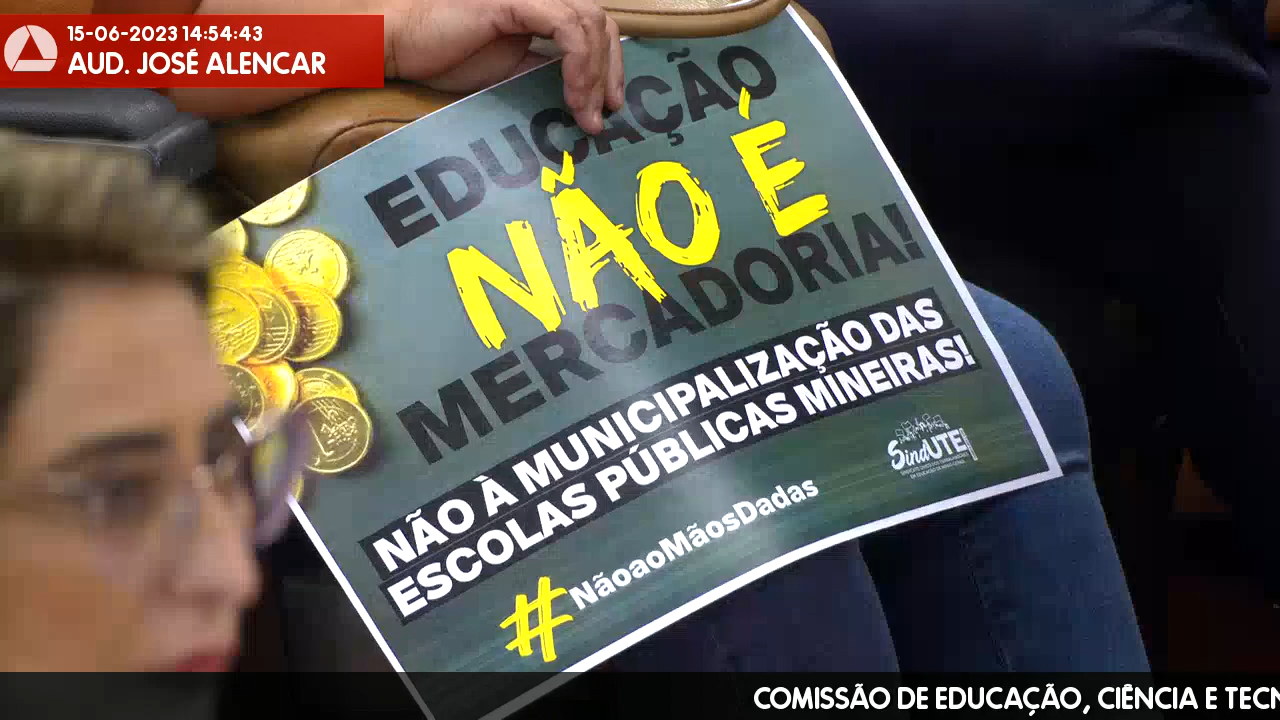 15-06-2023 14:54:43
AUD. JOSÉ ALENCAR
EDUCAÇÃO
NÃO É
MERCADORIA!
NÃO À MUNICIPALIZAÇÃO DAS
ESCOLAS PÚBLICAS MINEIRAS!
#NãoaoMãosDadas
SindUTE
COMISSÃO DE EDUCAÇÃO, CIÊNCIA E TECN